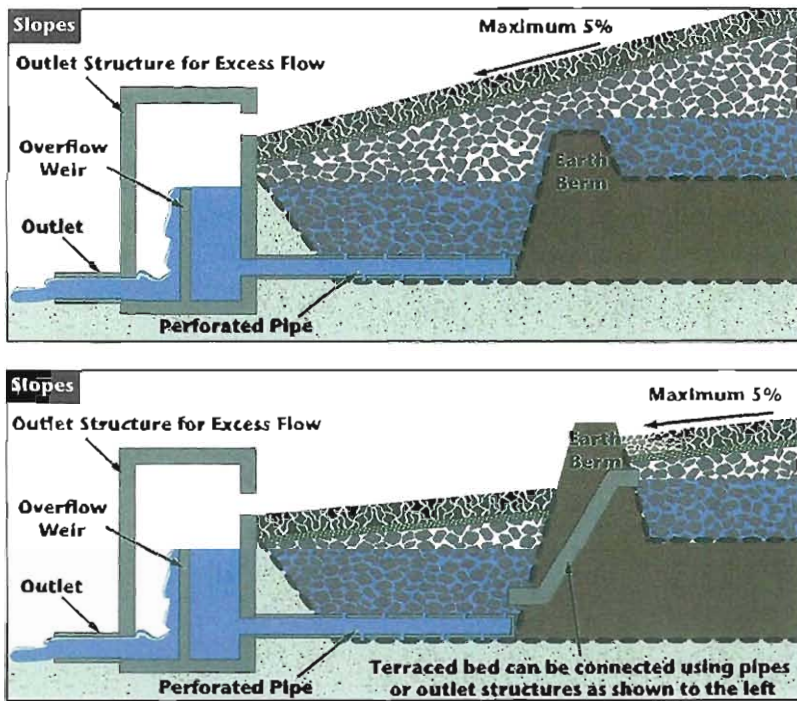 Slopes
Maximum 5%
Outlet Structure for Excess Flow
Overflow
Weir
Earth
Berm
Outlet
Perforated Pipe
Slopes
Maximum 5%
Outlet Structure for Excess Flow
Earth
Berm
Overflow
Weir
Outlet
Terraced bed can be connected using pipes
or outlet structures as shown to the left
Perforated Pipe